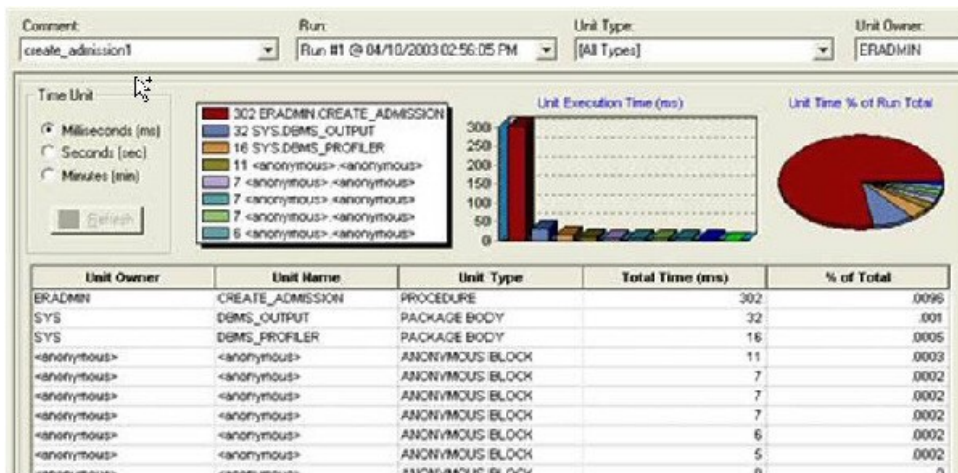 Comment: Run: Unit Type: Unit Owner:
create_admission1 Run #1 @ 04/10/2003 02:56:05 PM [All Types] ERADMIN
Time Unit
Milliseconds (ms)
Seconds (sec)
Minutes (min)
Refresh
302 ERADMIN.CREATE_ADMISSION
32 SYS.DBMS_OUTPUT
16 SYS.DBMS_PROFILER
11 <anonymous>.<anonymous>
7 <anonymous>.<anonymous>
7 <anonymous>.<anonymous>
7 <anonymous>.<anonymous>
6 <anonymous>.<anonymous>
Unit Execution Time (ms)
300
250
200
150
100
50
0
Unit Time % of Run Total
Unit Owner Unit Name Unit Type Total Time (ms) % of Total
ERADMIN CREATE_ADMISSION PROCEDURE 302 .0096
SYS DBMS_OUTPUT PACKAGE BODY 32 .001
SYS DBMS_PROFILER PACKAGE BODY 16 .0005
<anonymous> <anonymous> ANONYMOUS BLOCK 11 .0003
<anonymous> <anonymous> ANONYMOUS BLOCK 7 .0002
<anonymous> <anonymous> ANONYMOUS BLOCK 7 .0002
<anonymous> <anonymous> ANONYMOUS BLOCK 7 .0002
<anonymous> <anonymous> ANONYMOUS BLOCK 6 .0002
<anonymous> <anonymous> ANONYMOUS BLOCK 5 .0002
<anonymous> <anonymous> ANONYMOUS BLOCK 0